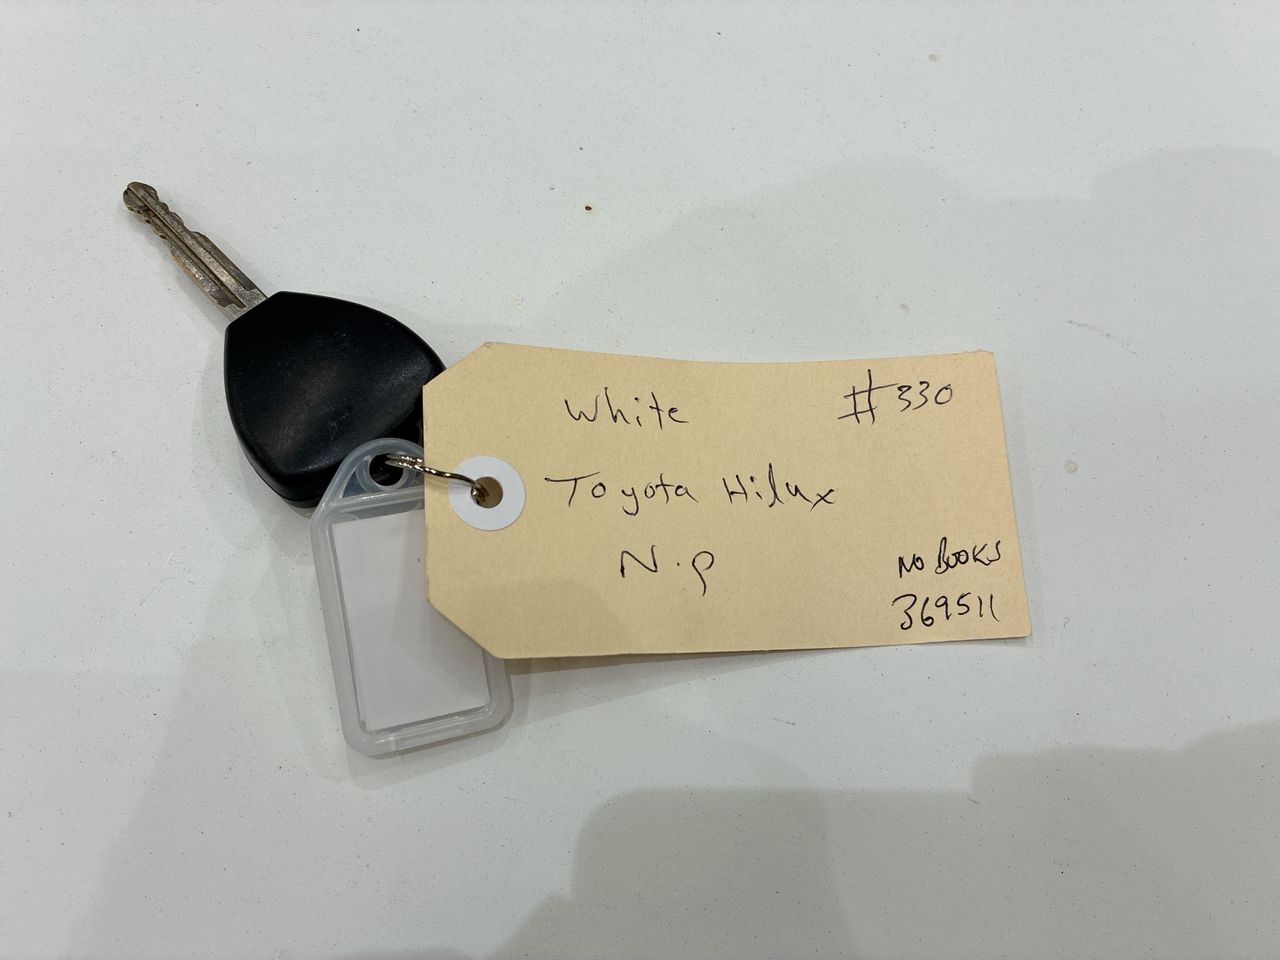 White #330
Toyota Hilux
N.P
NO BOOKS
369511